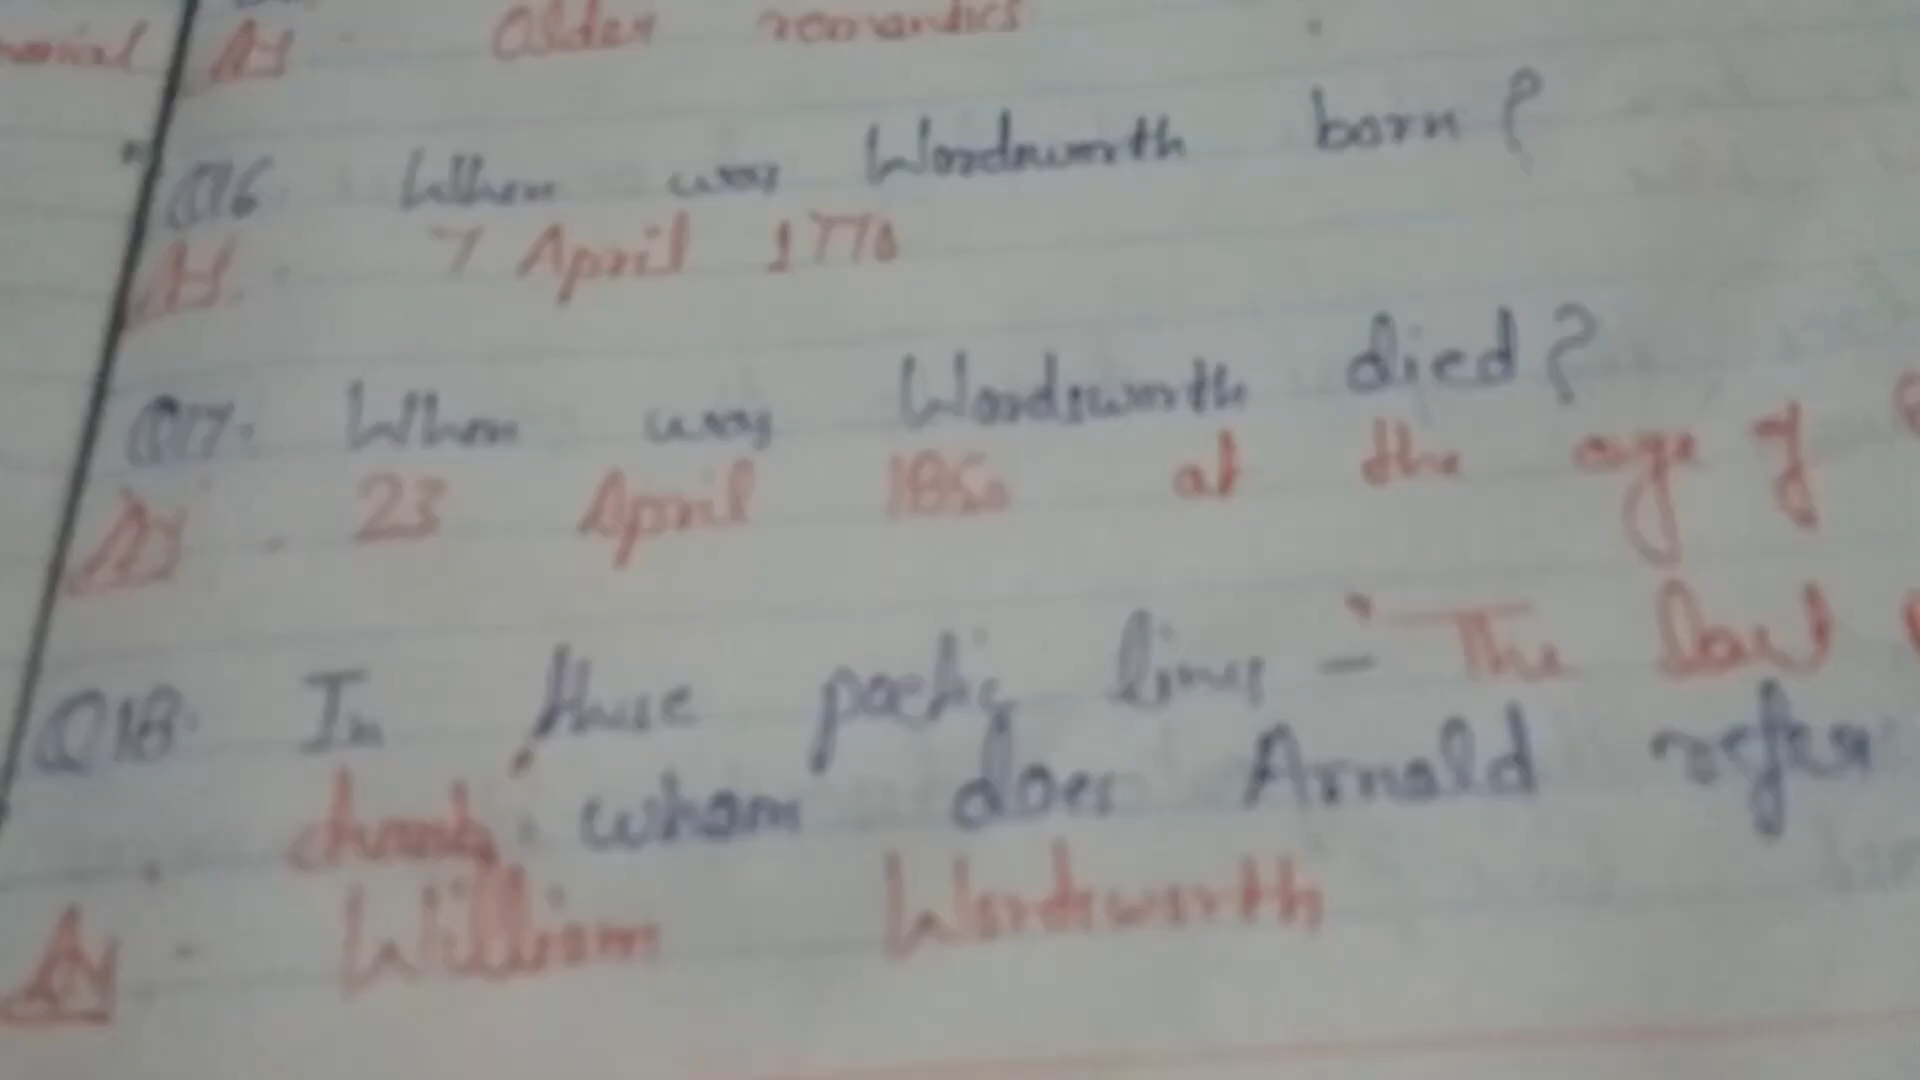 Ans older romantics
Q16. When was Wordsworth born?
Ans. 7 April 1770
Q17. When was Wordsworth died?
Ans. 23 April 1850 at the age of
Q18. In these poetic lines - "The last
dumb", whom does Arnold refer
Ans - William Wordsworth